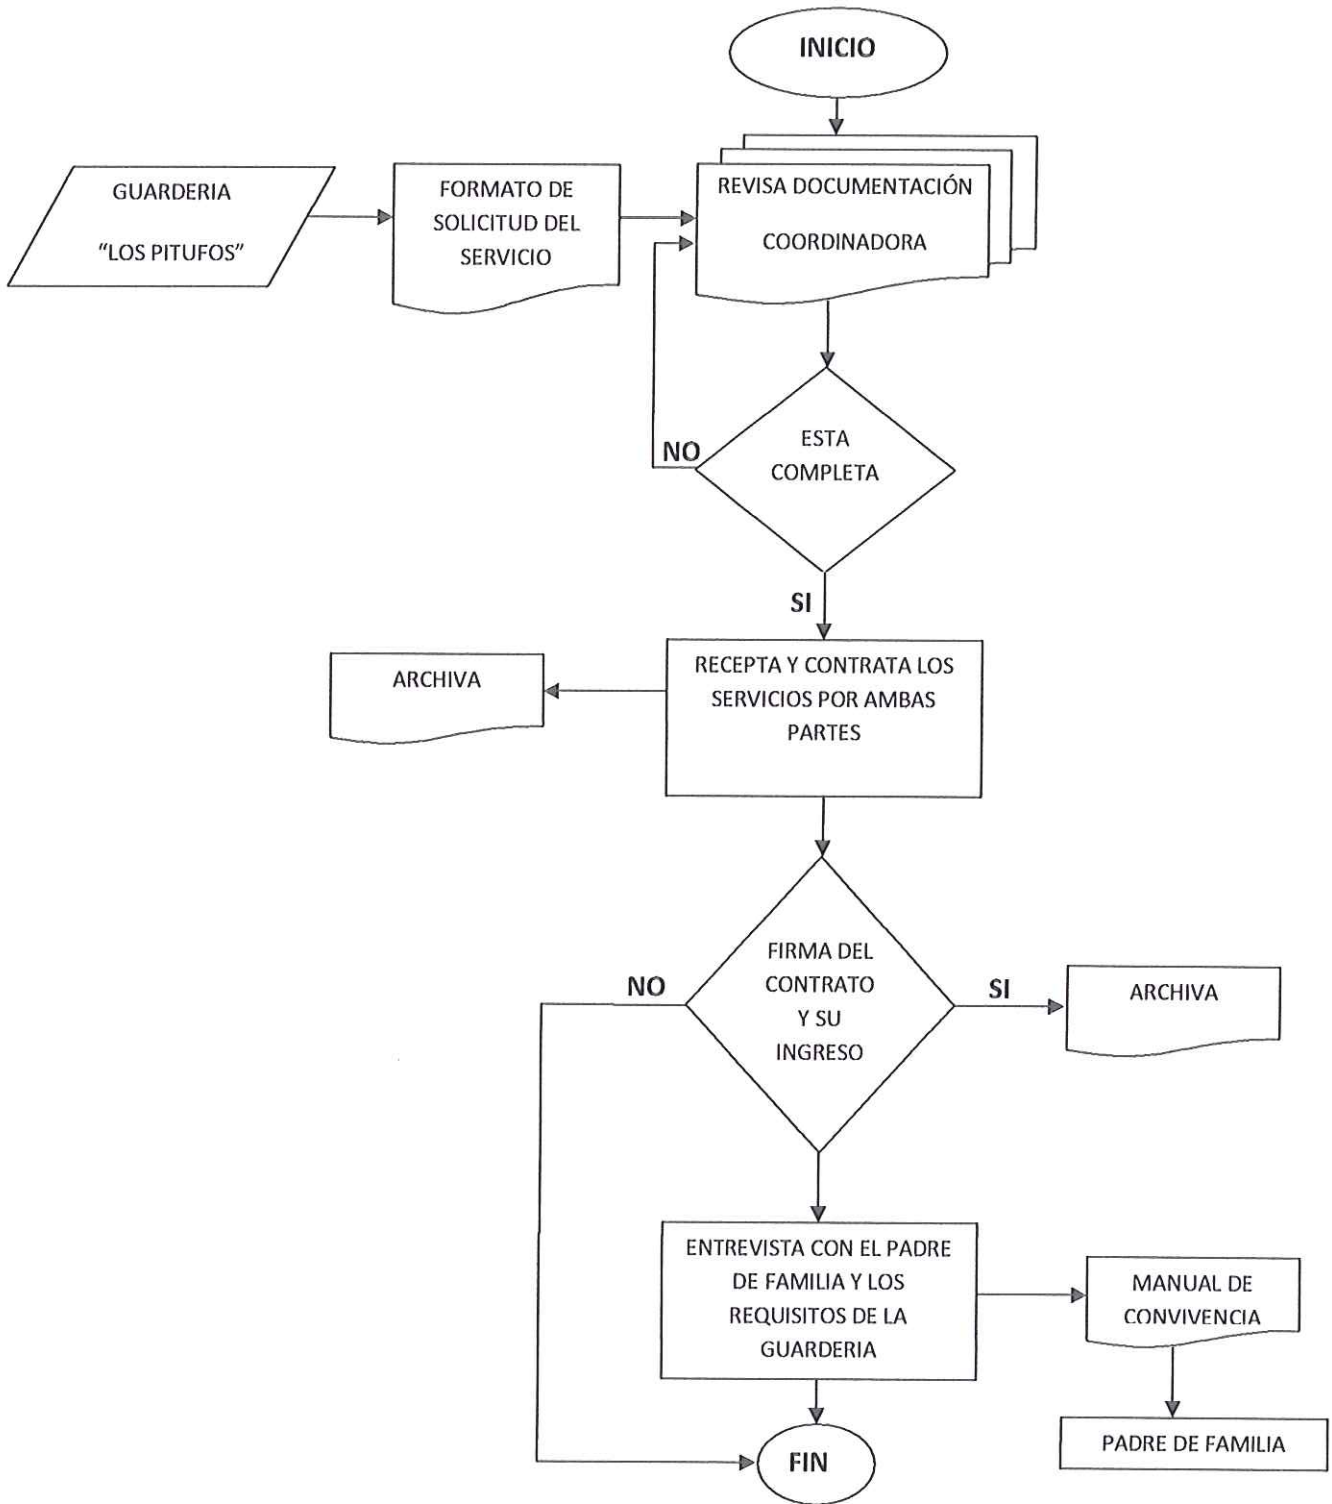 INICIO
GUARDERIA
“LOS PITUFOS”
FORMATO DE
SOLICITUD DEL
SERVICIO
REVISA DOCUMENTACIÓN
COORDINADORA
ESTA
COMPLETA
NO
SI
RECEPTA Y CONTRATA LOS
SERVICIOS POR AMBAS
PARTES
ARCHIVA
FIRMA DEL
CONTRATO
Y SU
INGRESO
NO
SI
ARCHIVA
ENTREVISTA CON EL PADRE
DE FAMILIA Y LOS
REQUISITOS DE LA
GUARDERIA
MANUAL DE
CONVIVENCIA
PADRE DE FAMILIA
FIN